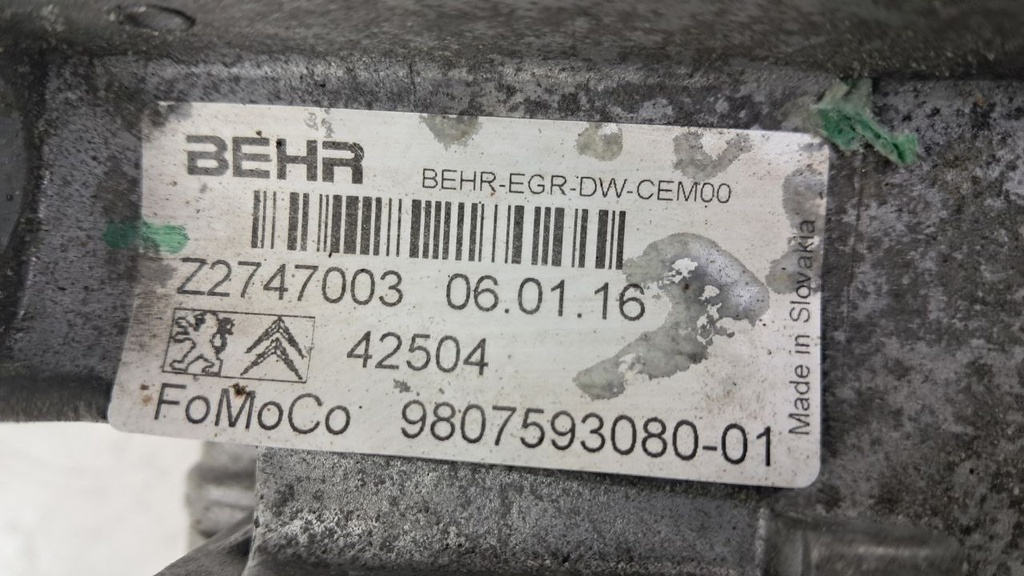 BEHR
BEHR-EGR-DW-CEM00
Z2747003 06.01.16
42504
FoMoCo 9807593080-01
Made in Slovakia